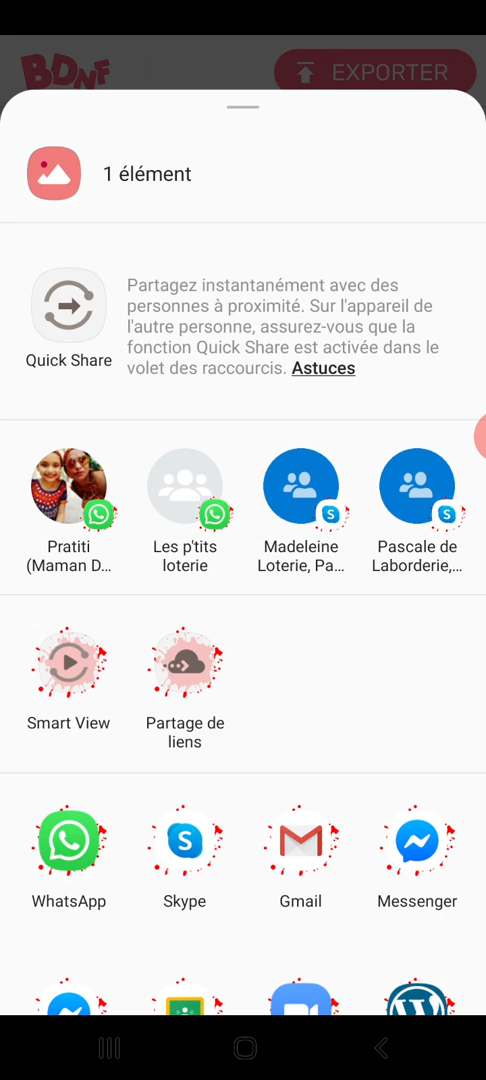 BDNF
EXPORTER
1 élément
Partagez instantanément avec des
personnes à proximité. Sur l'appareil de
l'autre personne, assurez-vous que la
fonction Quick Share est activée dans le
volet des raccourcis. Astuces
Quick Share
Pratiti
(Maman D...
Les p'tits
loterie
Madeleine
Loterie, Pa...
Pascale de
Laborderie,...
Smart View
Partage de
liens
WhatsApp
Skype
Gmail
Messenger